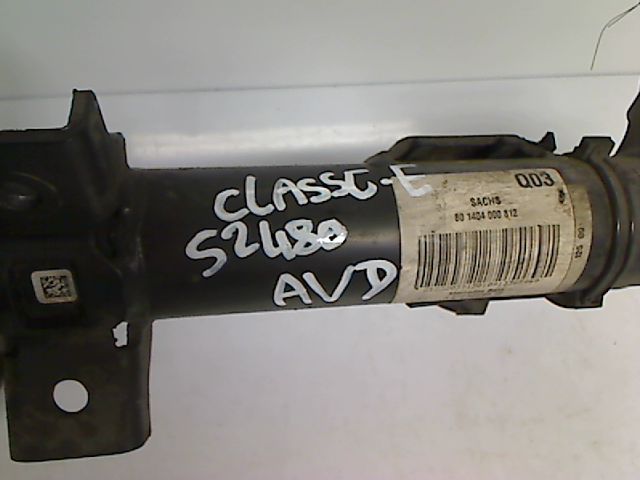 CLASSE-E
S2480
AVD
QD3
SACHS
80 1404 000 812